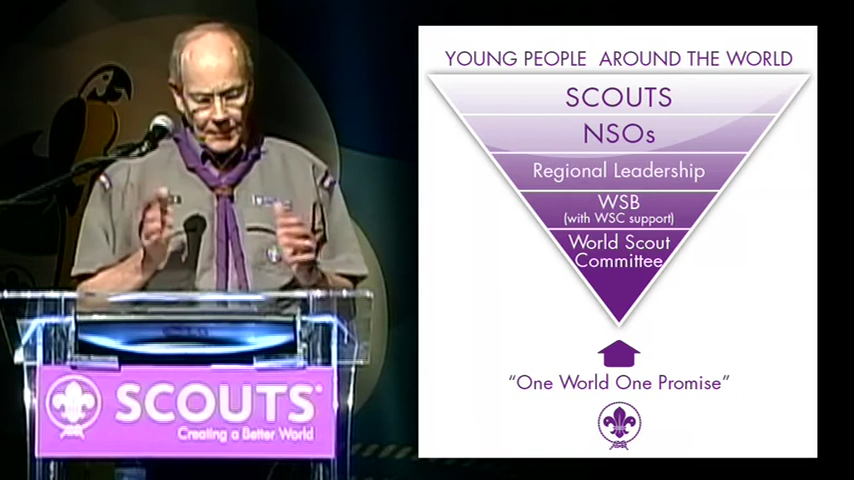 YOUNG PEOPLE AROUND THE WORLD
SCOUTS
NSOs
Regional Leadership
WSB
(with WSC support)
World Scout
Committee
"One World One Promise"
SCOUTS®
Creating a Better World